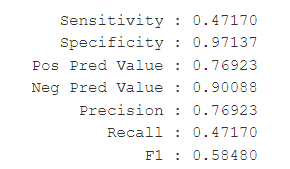 Sensitivity : 0.47170
Specificity : 0.97137
Pos Pred Value : 0.76923
Neg Pred Value : 0.90088
Precision : 0.76923
Recall : 0.47170
F1 : 0.58480